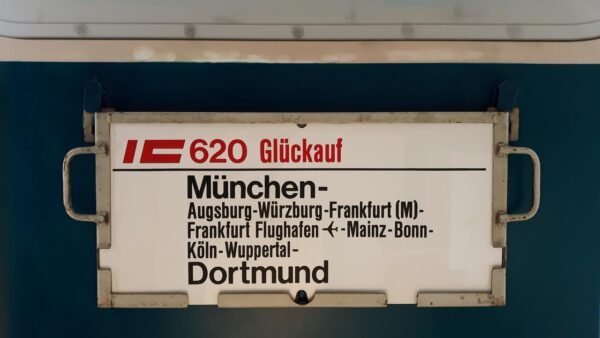 IC 620 Glückauf
München-
Augsburg-Würzburg-Frankfurt (M)-
Frankfurt Flughafen ✈-Mainz-Bonn-
Köln-Wuppertal-
Dortmund